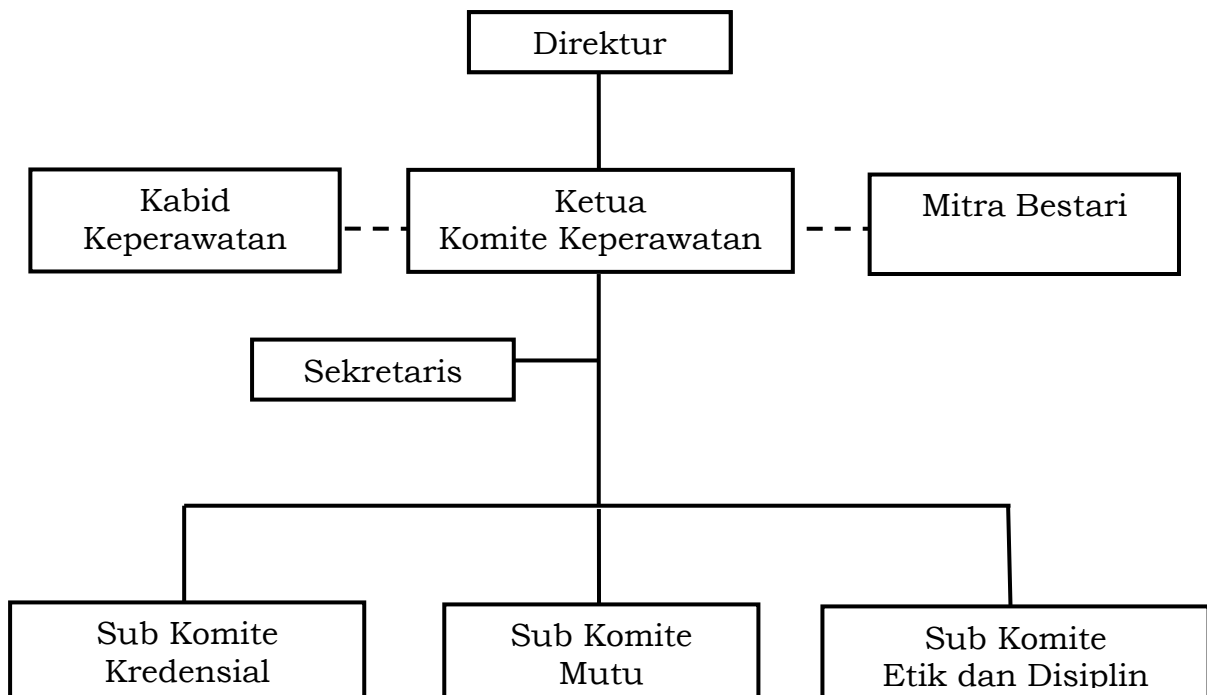 Direktur
Kabid
Keperawatan
Ketua
Komite Keperawatan
Mitra Bestari
Sekretaris
Sub Komite
Kredensial
Sub Komite
Mutu
Sub Komite
Etik dan Disiplin